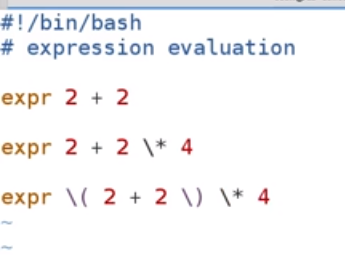 #!/bin/bash
# expression evaluation
expr 2 + 2
expr 2 + 2 \* 4
expr \( 2 + 2 \) \* 4
~
~